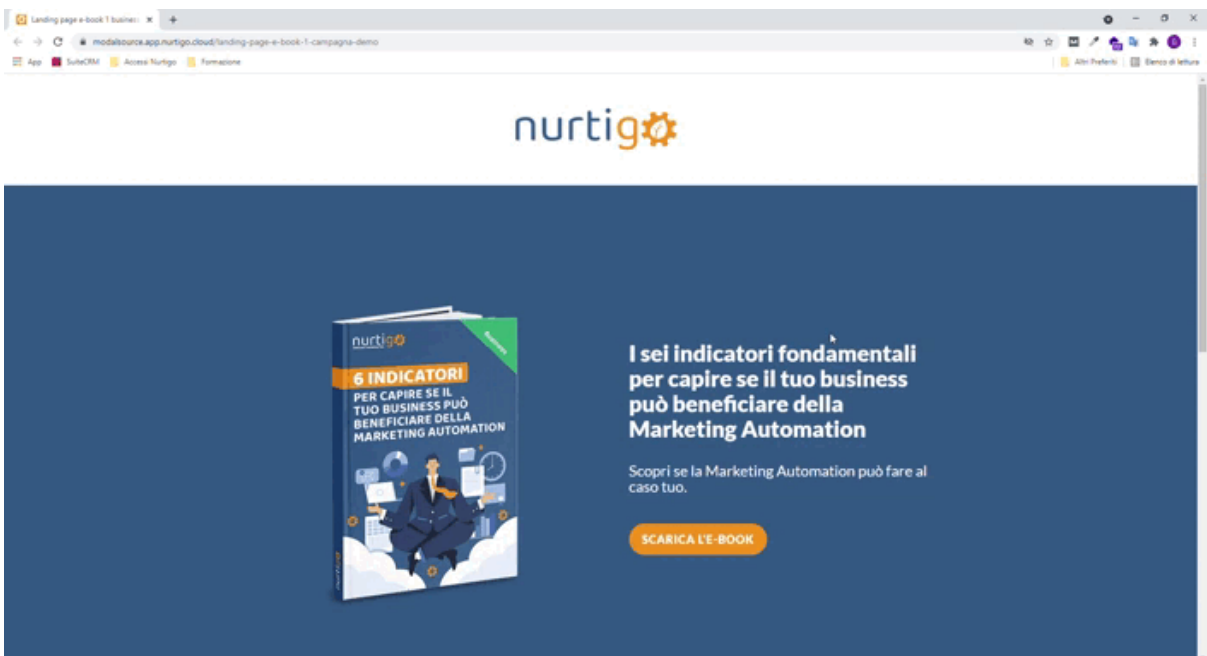 Landing page e-book 1 busines
modalsource.app.nurtigo.cloud/landing-page-e-book-1-campagna-demo
App SuiteCRM Accessi Nurtigo Formazione Altri Preferiti Elenco di lettura
nurtigo
nurtigo
Business
6 INDICATORI
PER CAPIRE SE IL
TUO BUSINESS PUÒ
BENEFICIARE DELLA
MARKETING AUTOMATION
nurtigo
I sei indicatori fondamentali
per capire se il tuo business
può beneficiare della
Marketing Automation
Scopri se la Marketing Automation può fare al
caso tuo.
SCARICA L'E-BOOK